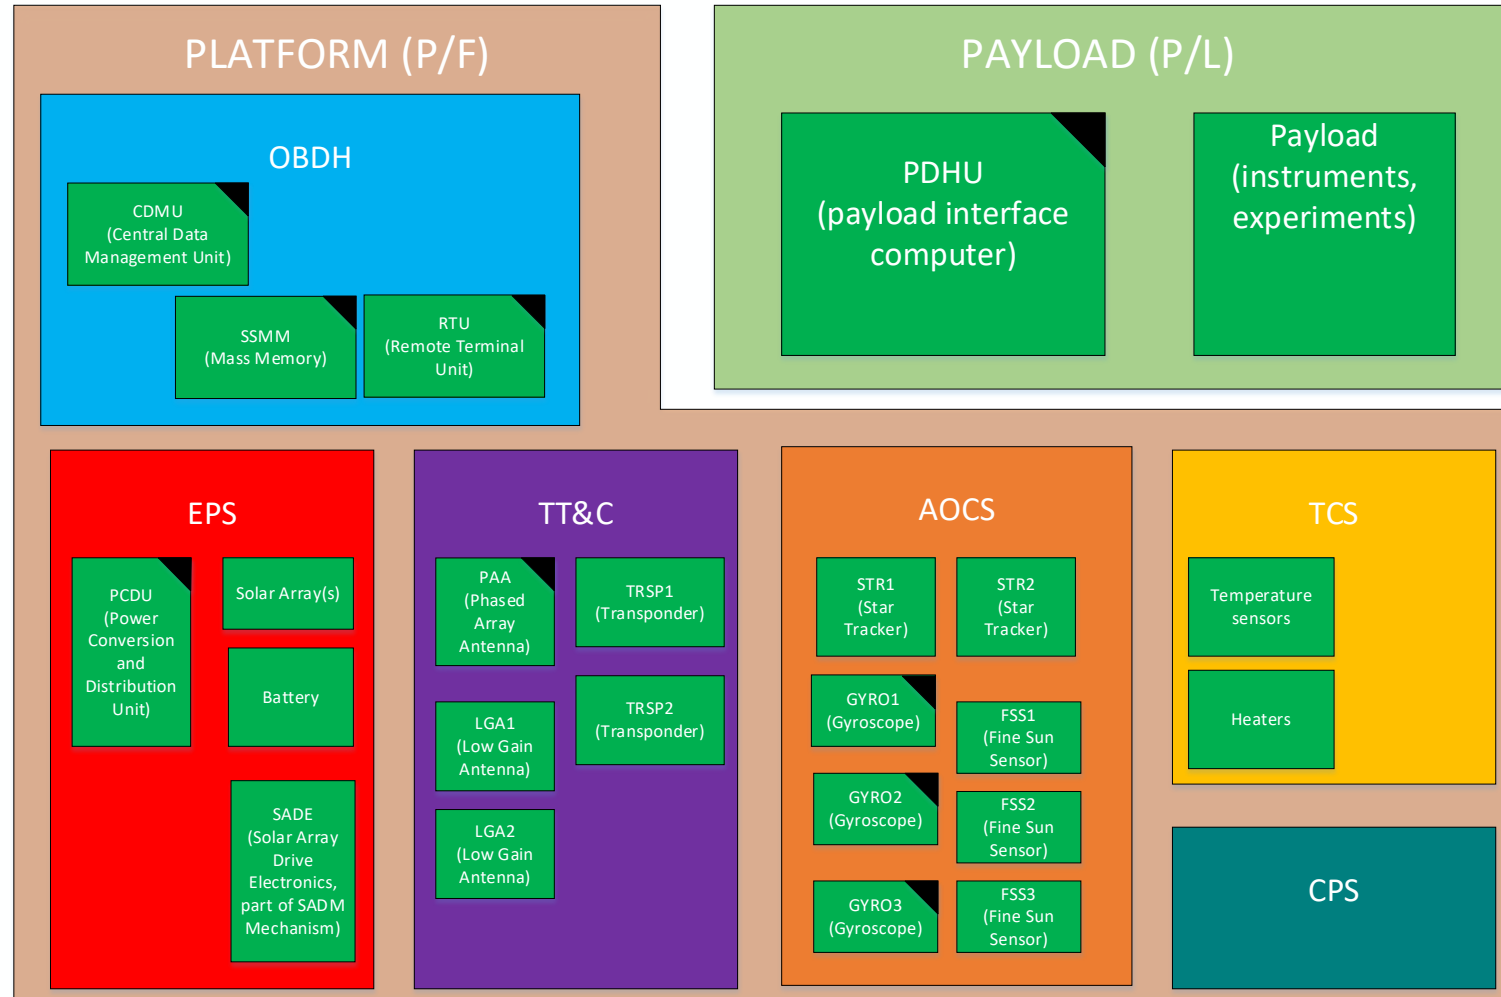 PLATFORM (P/F)
OBDH
CDMU
(Central Data
Management Unit)
SSMM
(Mass Memory)
RTU
(Remote Terminal
Unit)
PAYLOAD (P/L)
PDHU
(payload interface
computer)
Payload
(instruments,
experiments)
EPS
PCDU
(Power
Conversion
and
Distribution
Unit)
Solar Array(s)
Battery
SADE
(Solar Array
Drive
Electronics,
part of SADM
Mechanism)
TT&C
PAA
(Phased
Array
Antenna)
TRSP1
(Transponder)
LGA1
(Low Gain
Antenna)
TRSP2
(Transponder)
LGA2
(Low Gain
Antenna)
AOCS
STR1
(Star
Tracker)
STR2
(Star
Tracker)
GYRO1
(Gyroscope)
FSS1
(Fine Sun
Sensor)
GYRO2
(Gyroscope)
FSS2
(Fine Sun
Sensor)
GYRO3
(Gyroscope)
FSS3
(Fine Sun
Sensor)
TCS
Temperature
sensors
Heaters
CPS